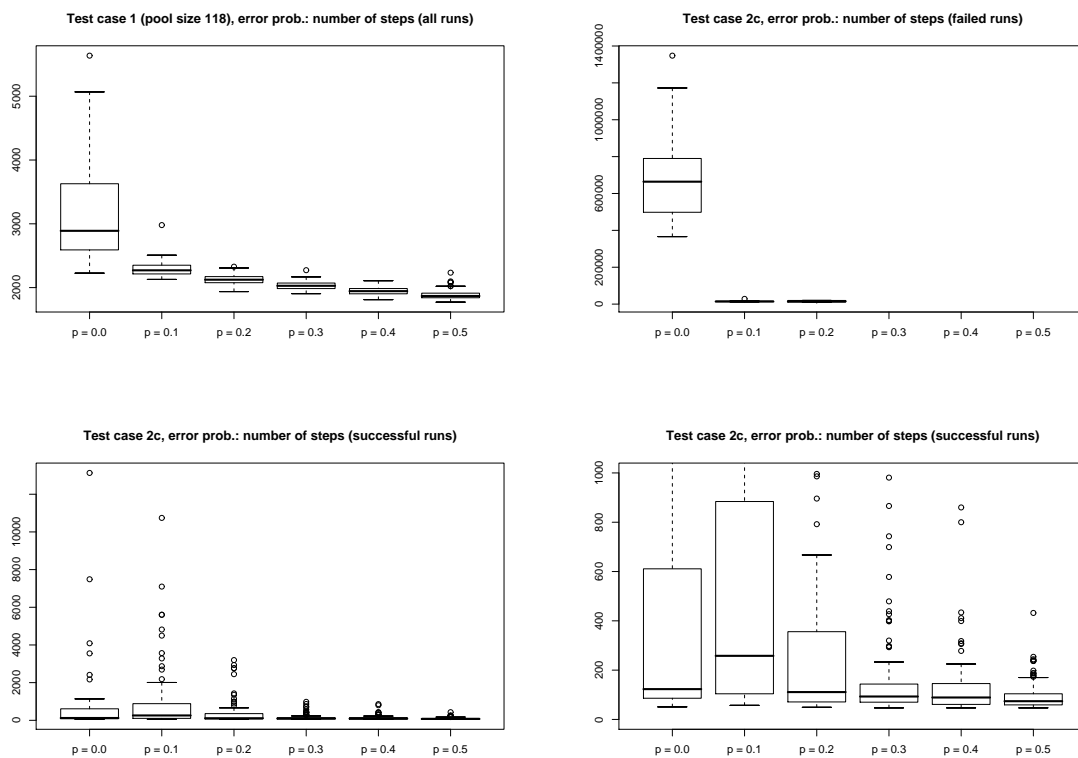 Test case 1 (pool size 118), error prob.: number of steps (all runs)
5000
4000
3000
2000
p = 0.0 p = 0.1 p = 0.2 p = 0.3 p = 0.4 p = 0.5
Test case 2c, error prob.: number of steps (failed runs)
1400000
1000000
600000
200000
0
p = 0.0 p = 0.1 p = 0.2 p = 0.3 p = 0.4 p = 0.5
Test case 2c, error prob.: number of steps (successful runs)
10000
8000
6000
4000
2000
0
p = 0.0 p = 0.1 p = 0.2 p = 0.3 p = 0.4 p = 0.5
Test case 2c, error prob.: number of steps (successful runs)
1000
800
600
400
200
0
p = 0.0 p = 0.1 p = 0.2 p = 0.3 p = 0.4 p = 0.5